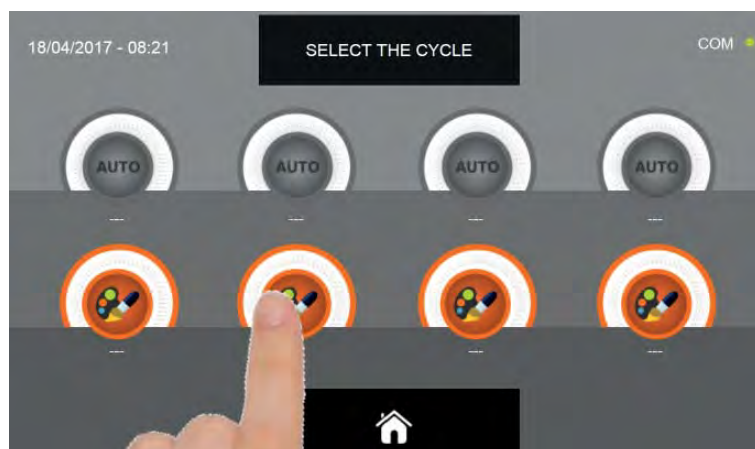 18/04/2017 - 08:21
SELECT THE CYCLE
COM
AUTO
AUTO
AUTO
AUTO
---
---
---
---
---
---
---